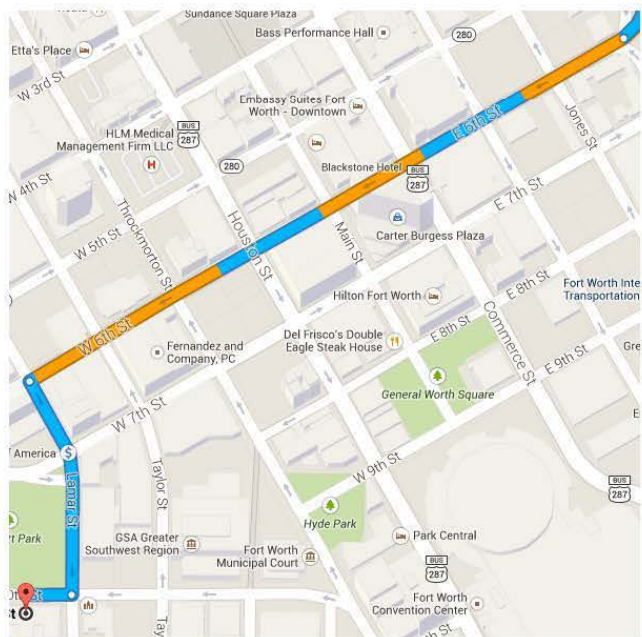 Sundance Square Plaza
Bass Performance Hall
280
Etta's Place
W 3rd St
Embassy Suites Fort
Worth - Downtown
Jones St
BUS
287
HLM Medical
Management Firm LLC
H
E 6th St
280
Blackstone Hotel
BUS
287
W 4th St
Throckmorton St
E 7th St
Houston St
Main St
Carter Burgess Plaza
W 5th St
E 8th St
Fort Worth Inte
Transportation
Hilton Fort Worth
Commerce St
W 6th St
Fernandez and
Company, PC
Del Frisco's Double
Eagle Steak House
E 8th St
E 9th St
Gre
General Worth Square
W 7th St
America
$
W 9th St
Taylor St
BUS
287
Lamar St
rt Park
Hyde Park
GSA Greater
Southwest Region
Park Central
Fort Worth
Municipal Court
BUS
287
Fort Worth
Convention Center